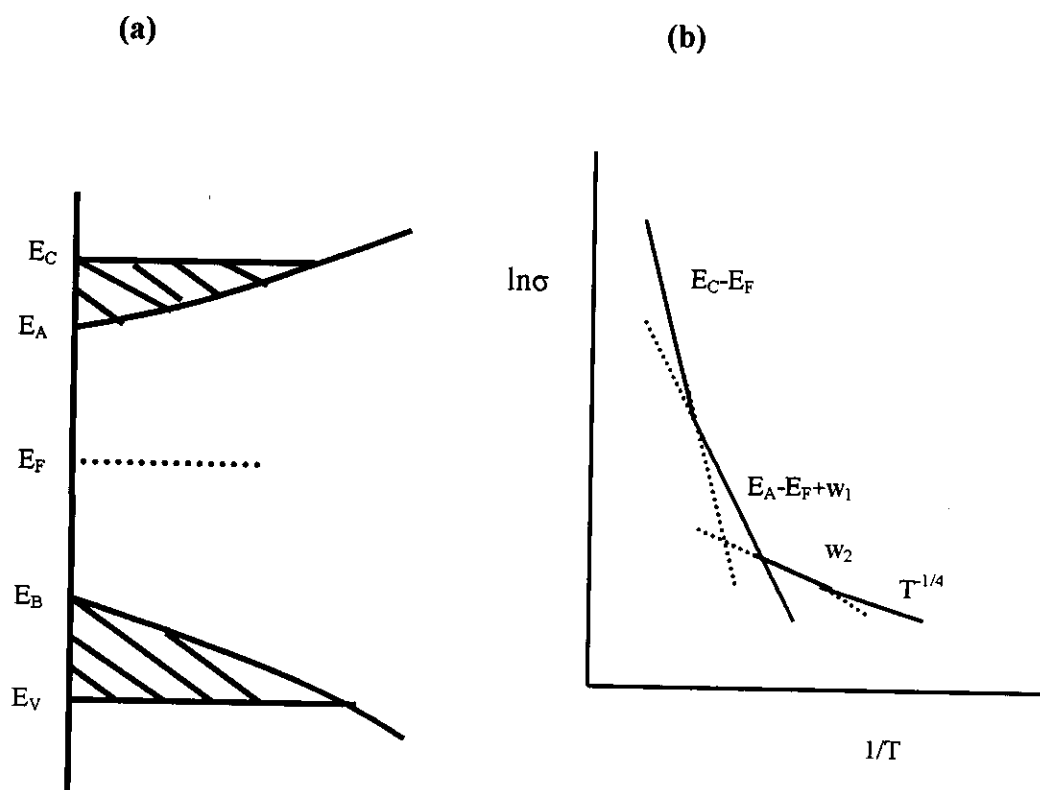 (a)
E_C
E_A
E_F
E_B
E_V
(b)
lnσ
E_C-E_F
E_A-E_F+w_1
w_2
T^{-1/4}
1/T